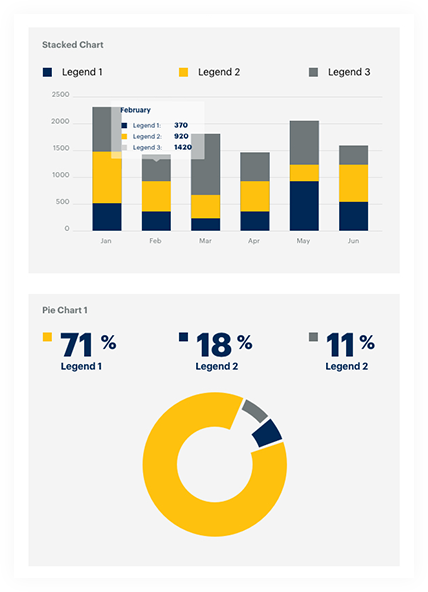 Stacked Chart
Legend 1 Legend 2 Legend 3
2500
2000
1500
1000
500
0
February
Legend 1: 370
Legend 2: 920
Legend 3: 1420
Jan Feb Mar Apr May Jun
Pie Chart 1
71 % 18 % 11 %
Legend 1 Legend 2 Legend 2